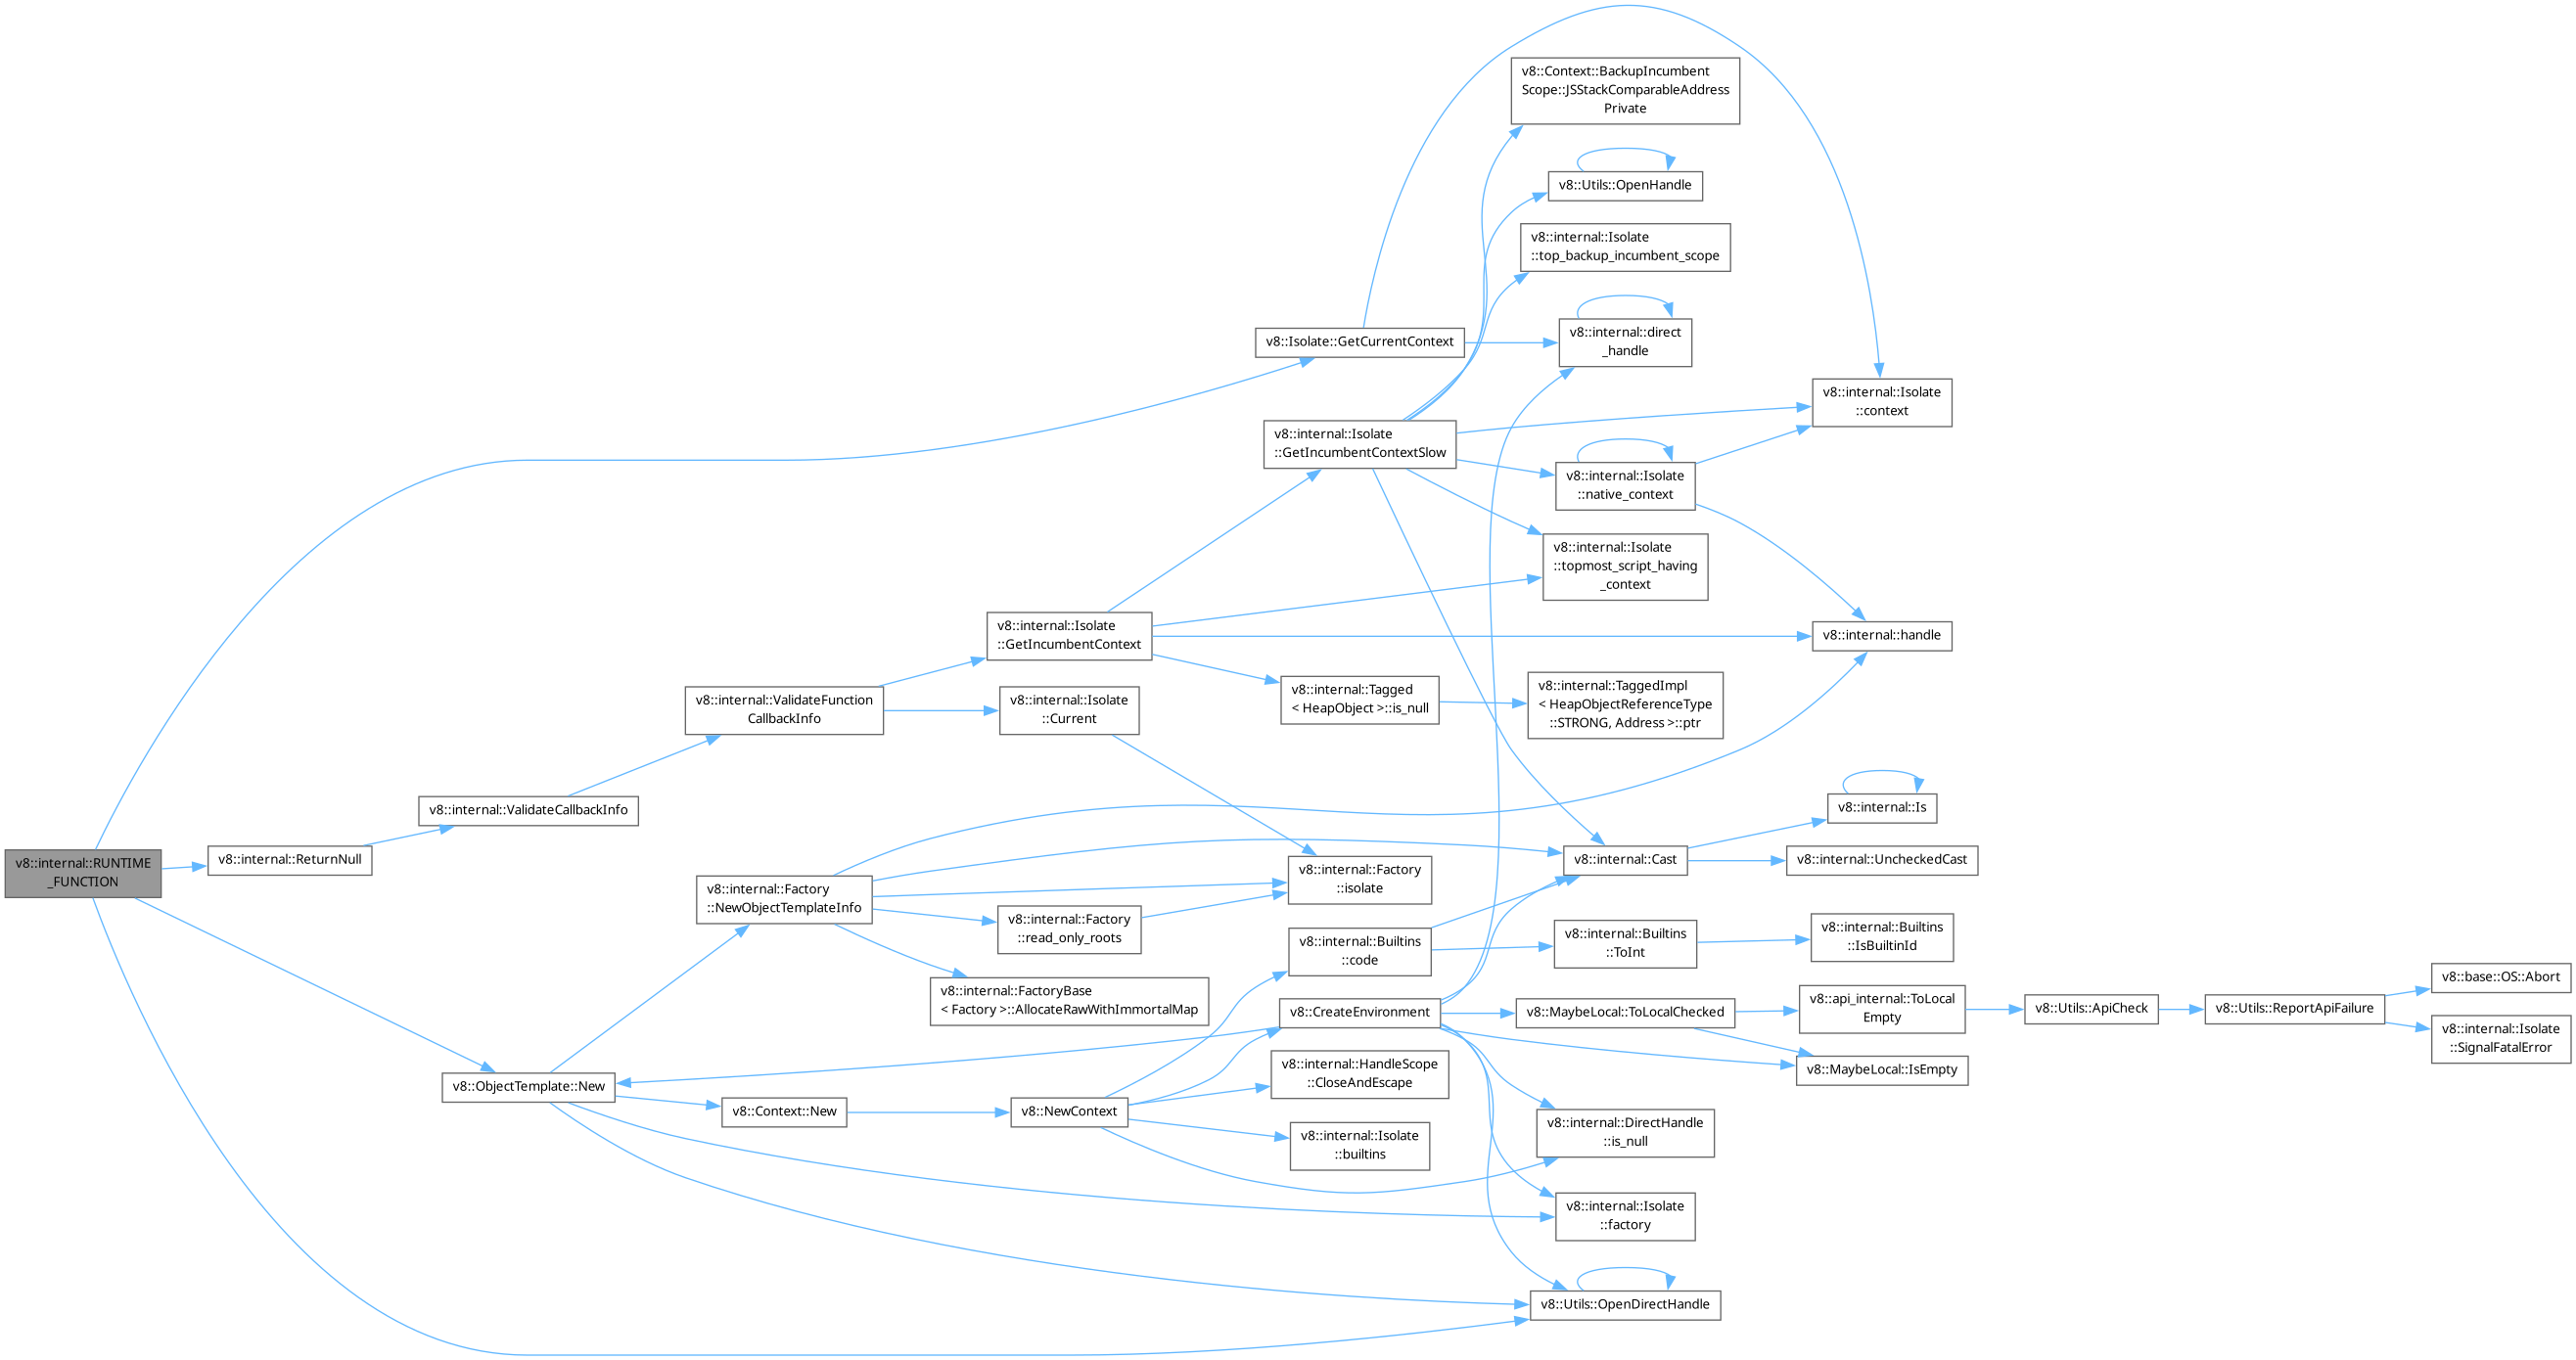 v8::internal::RUNTIME
_FUNCTION
v8::internal::ReturnNull
v8::internal::ValidateCallbackInfo
v8::ObjectTemplate::New
v8::internal::ValidateFunction
CallbackInfo
v8::internal::Factory
::NewObjectTemplateInfo
v8::Context::New
v8::internal::Isolate
::GetIncumbentContext
v8::internal::Isolate
::Current
v8::internal::Factory
::read_only_roots
v8::internal::FactoryBase
< Factory >::AllocateRawWithImmortalMap
v8::NewContext
v8::Isolate::GetCurrentContext
v8::internal::Isolate
::GetIncumbentContextSlow
v8::internal::Tagged
< HeapObject >::is_null
v8::internal::Factory
::isolate
v8::internal::Builtins
::code
v8::CreateEnvironment
v8::internal::HandleScope
::CloseAndEscape
v8::internal::Isolate
::builtins
v8::Context::BackupIncumbent
Scope::JSStackComparableAddress
Private
v8::Utils::OpenHandle
v8::internal::Isolate
::top_backup_incumbent_scope
v8::internal::direct
_handle
v8::internal::Isolate
::native_context
v8::internal::Isolate
::topmost_script_having
_context
v8::internal::TaggedImpl
< HeapObjectReferenceType
::STRONG, Address >::ptr
v8::internal::Cast
v8::internal::Builtins
::ToInt
v8::MaybeLocal::ToLocalChecked
v8::internal::DirectHandle
::is_null
v8::internal::Isolate
::factory
v8::Utils::OpenDirectHandle
v8::internal::Isolate
::context
v8::internal::handle
v8::internal::Is
v8::internal::UncheckedCast
v8::internal::Builtins
::IsBuiltinId
v8::api_internal::ToLocal
Empty
v8::MaybeLocal::IsEmpty
v8::Utils::ApiCheck
v8::Utils::ReportApiFailure
v8::base::OS::Abort
v8::internal::Isolate
::SignalFatalError